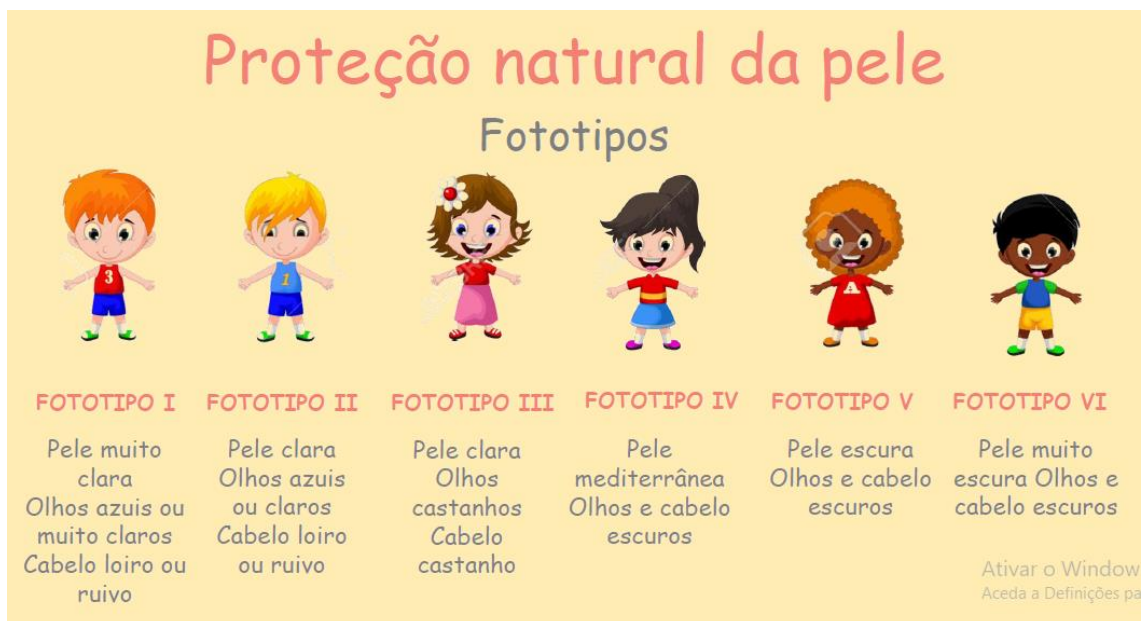 Proteção natural da pele
Fototipos
3
1
A
FOTOTIPO I
Pele muito
clara
Olhos azuis ou
muito claros
Cabelo loiro ou
ruivo
FOTOTIPO II
Pele clara
Olhos azuis
ou claros
Cabelo loiro
ou ruivo
FOTOTIPO III
Pele clara
Olhos
castanhos
Cabelo
castanho
FOTOTIPO IV
Pele
mediterrânea
Olhos e cabelo
escuros
FOTOTIPO V
Pele escura
Olhos e cabelo
escuros
FOTOTIPO VI
Pele muito
escura Olhos e
cabelo escuros
Ativar o Window
Aceda a Definições pa